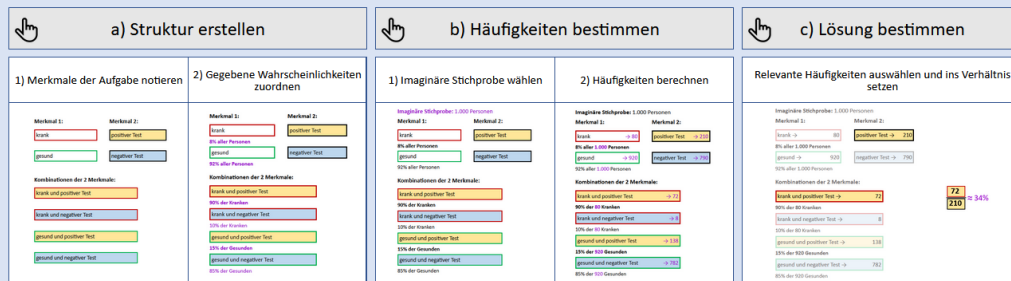 a) Struktur erstellen
1) Merkmale der Aufgabe notieren
Merkmal 1: Merkmal 2:
krank positiver Test
gesund negativer Test
Kombinationen der 2 Merkmale:
krank und positiver Test
krank und negativer Test
gesund und positiver Test
gesund und negativer Test
2) Gegebene Wahrscheinlichkeiten
zuordnen
Merkmal 1: Merkmal 2:
krank positiver Test
8% aller Personen
gesund negativer Test
92% aller Personen
Kombinationen der 2 Merkmale:
krank und positiver Test
90% der Kranken
krank und negativer Test
10% der Kranken
gesund und positiver Test
15% der Gesunden
gesund und negativer Test
85% der Gesunden
b) Häufigkeiten bestimmen
1) Imaginäre Stichprobe wählen
Imaginäre Stichprobe: 1.000 Personen
Merkmal 1: Merkmal 2:
krank positiver Test
8% aller Personen
gesund negativer Test
92% aller Personen
Kombinationen der 2 Merkmale:
krank und positiver Test
90% der Kranken
krank und negativer Test
10% der Kranken
gesund und positiver Test
15% der Gesunden
gesund und negativer Test
85% der Gesunden
2) Häufigkeiten berechnen
Imaginäre Stichprobe: 1.000 Personen
Merkmal 1: Merkmal 2:
krank → 80 positiver Test → 210
8% aller 1.000 Personen
gesund → 920 negativer Test → 790
92% aller 1.000 Personen
Kombinationen der 2 Merkmale:
krank und positiver Test → 72
90% der 80 Kranken
krank und negativer Test → 8
10% der 80 Kranken
gesund und positiver Test → 138
15% der 920 Gesunden
gesund und negativer Test → 782
85% der 920 Gesunden
c) Lösung bestimmen
Relevante Häufigkeiten auswählen und ins Verhältnis
setzen
Imaginäre Stichprobe: 1.000 Personen
Merkmal 1: Merkmal 2:
krank → 80 positiver Test → 210
8% aller 1.000 Personen
gesund → 920 negativer Test → 790
92% aller 1.000 Personen
Kombinationen der 2 Merkmale:
krank und positiver Test → 72
90% der 80 Kranken
krank und negativer Test → 8
10% der 80 Kranken
gesund und positiver Test → 138
15% der 920 Gesunden
gesund und negativer Test → 782
85% der 920 Gesunden
72
210
≈ 34%